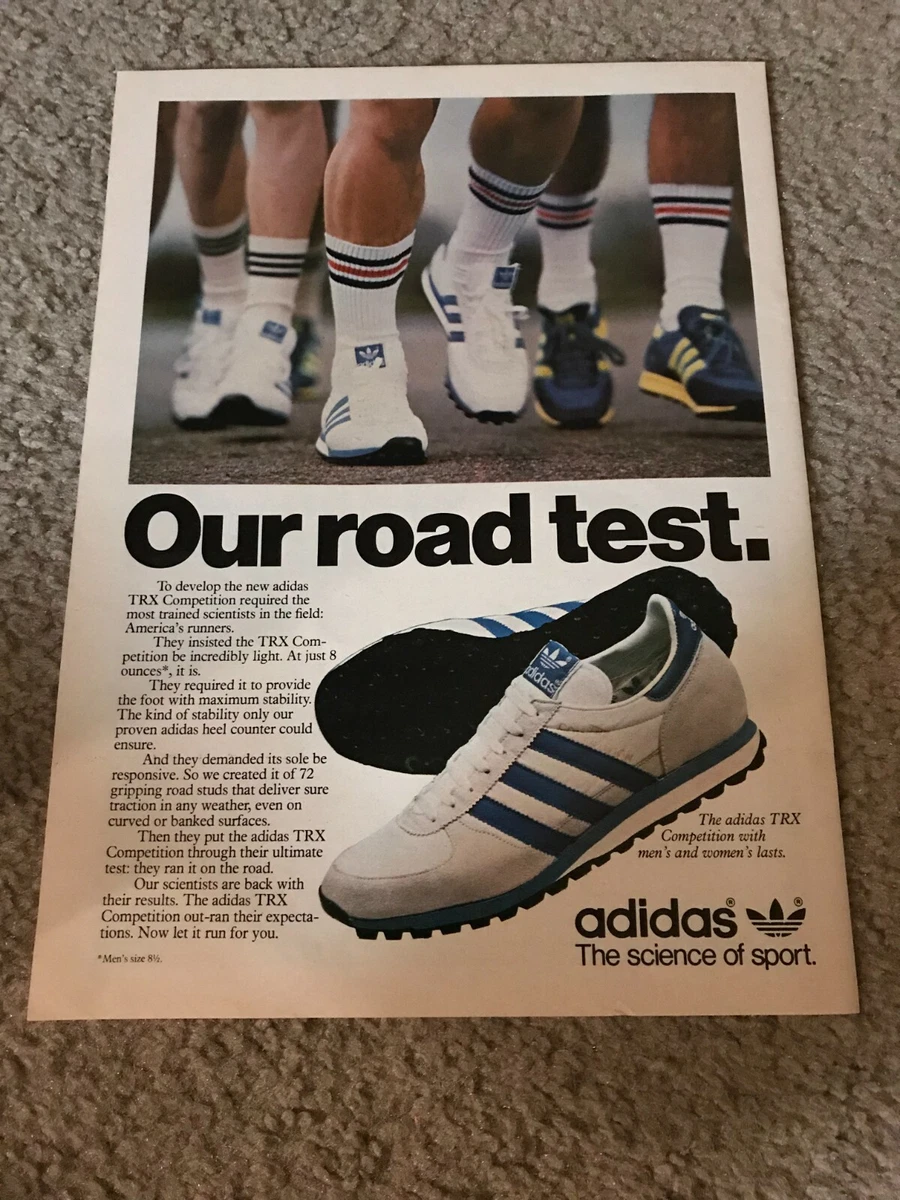 Our road test.
To develop the new adidas
TRX Competition required the
most trained scientists in the field:
America's runners.
They insisted the TRX Com-
petition be incredibly light. At just 8
ounces*, it is.
They required it to provide
the foot with maximum stability.
The kind of stability only our
proven adidas heel counter could
ensure.
And they demanded its sole be
responsive. So we created it of 72
gripping road studs that deliver sure
traction in any weather, even on
curved or banked surfaces.
Then they put the adidas TRX
Competition through their ultimate
test: they ran it on the road.
Our scientists are back with
their results. The adidas TRX
Competition out-ran their expecta-
tions. Now let it run for you.
*Men's size 8½.
adidas
The adidas TRX
Competition with
men's and women's lasts.
adidas® ®
The science of sport.